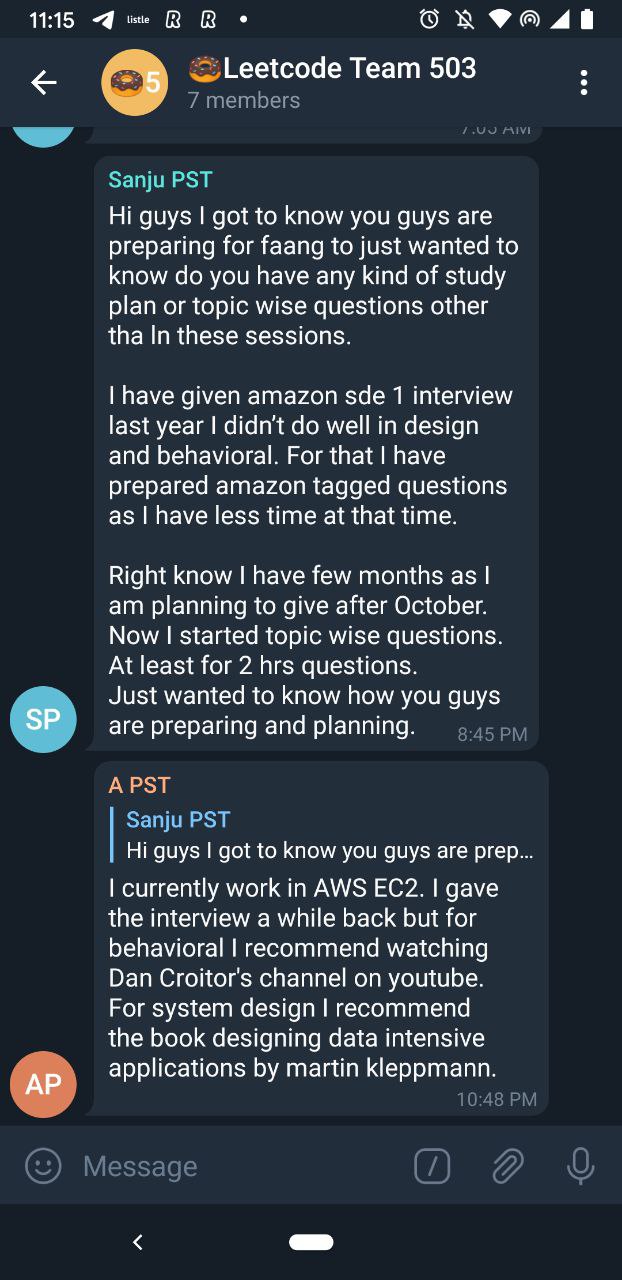 11:15 listle R R
5 Leetcode Team 503
7 members
7:05 AM
Sanju PST
Hi guys I got to know you guys are
preparing for faang to just wanted to
know do you have any kind of study
plan or topic wise questions other
tha In these sessions.
I have given amazon sde 1 interview
last year I didn't do well in design
and behavioral. For that I have
prepared amazon tagged questions
as I have less time at that time.
Right know I have few months as I
am planning to give after October.
Now I started topic wise questions.
At least for 2 hrs questions.
Just wanted to know how you guys
are preparing and planning.
8:45 PM
SP
A PST
Sanju PST
Hi guys I got to know you guys are prep...
I currently work in AWS EC2. I gave
the interview a while back but for
behavioral I recommend watching
Dan Croitor's channel on youtube.
For system design I recommend
the book designing data intensive
applications by martin kleppmann.
10:48 PM
AP
Message